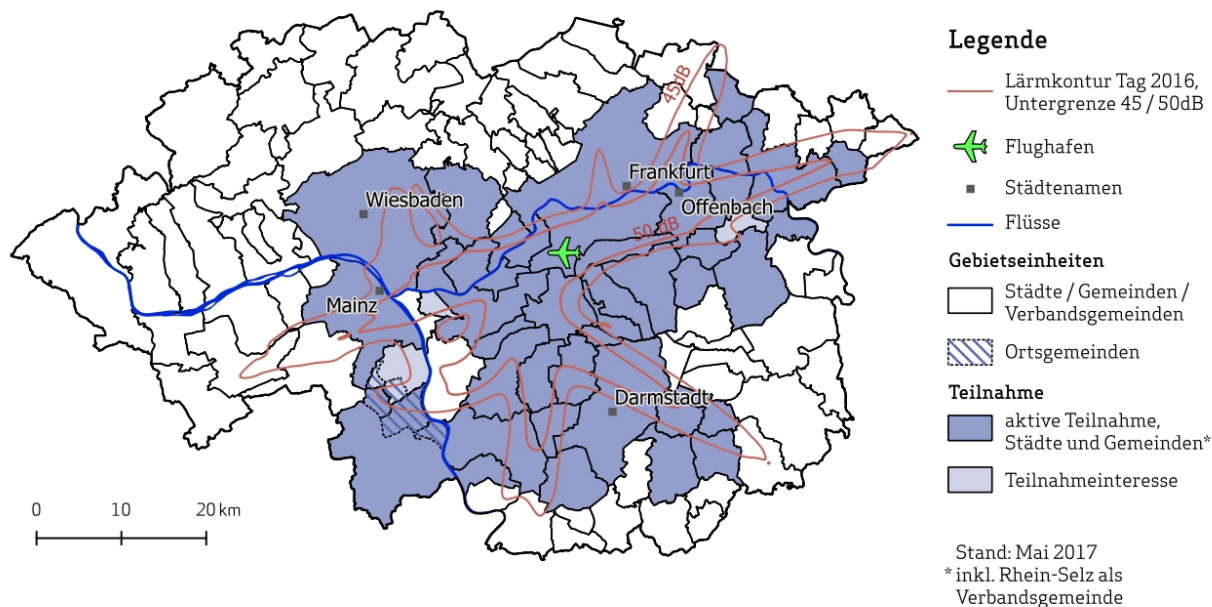 45dB
Frankfurt
Wiesbaden
Offenbach
50 dB
Mainz
Darmstadt
0 10 20 km
Legende
Lärmkontur Tag 2016,
Untergrenze 45 / 50dB
Flughafen
Städtenamen
Flüsse
Gebietseinheiten
Städte / Gemeinden /
Verbandsgemeinden
Ortsgemeinden
Teilnahme
aktive Teilnahme,
Städte und Gemeinden*
Teilnahmeinteresse
Stand: Mai 2017
* inkl. Rhein-Selz als
Verbandsgemeinde